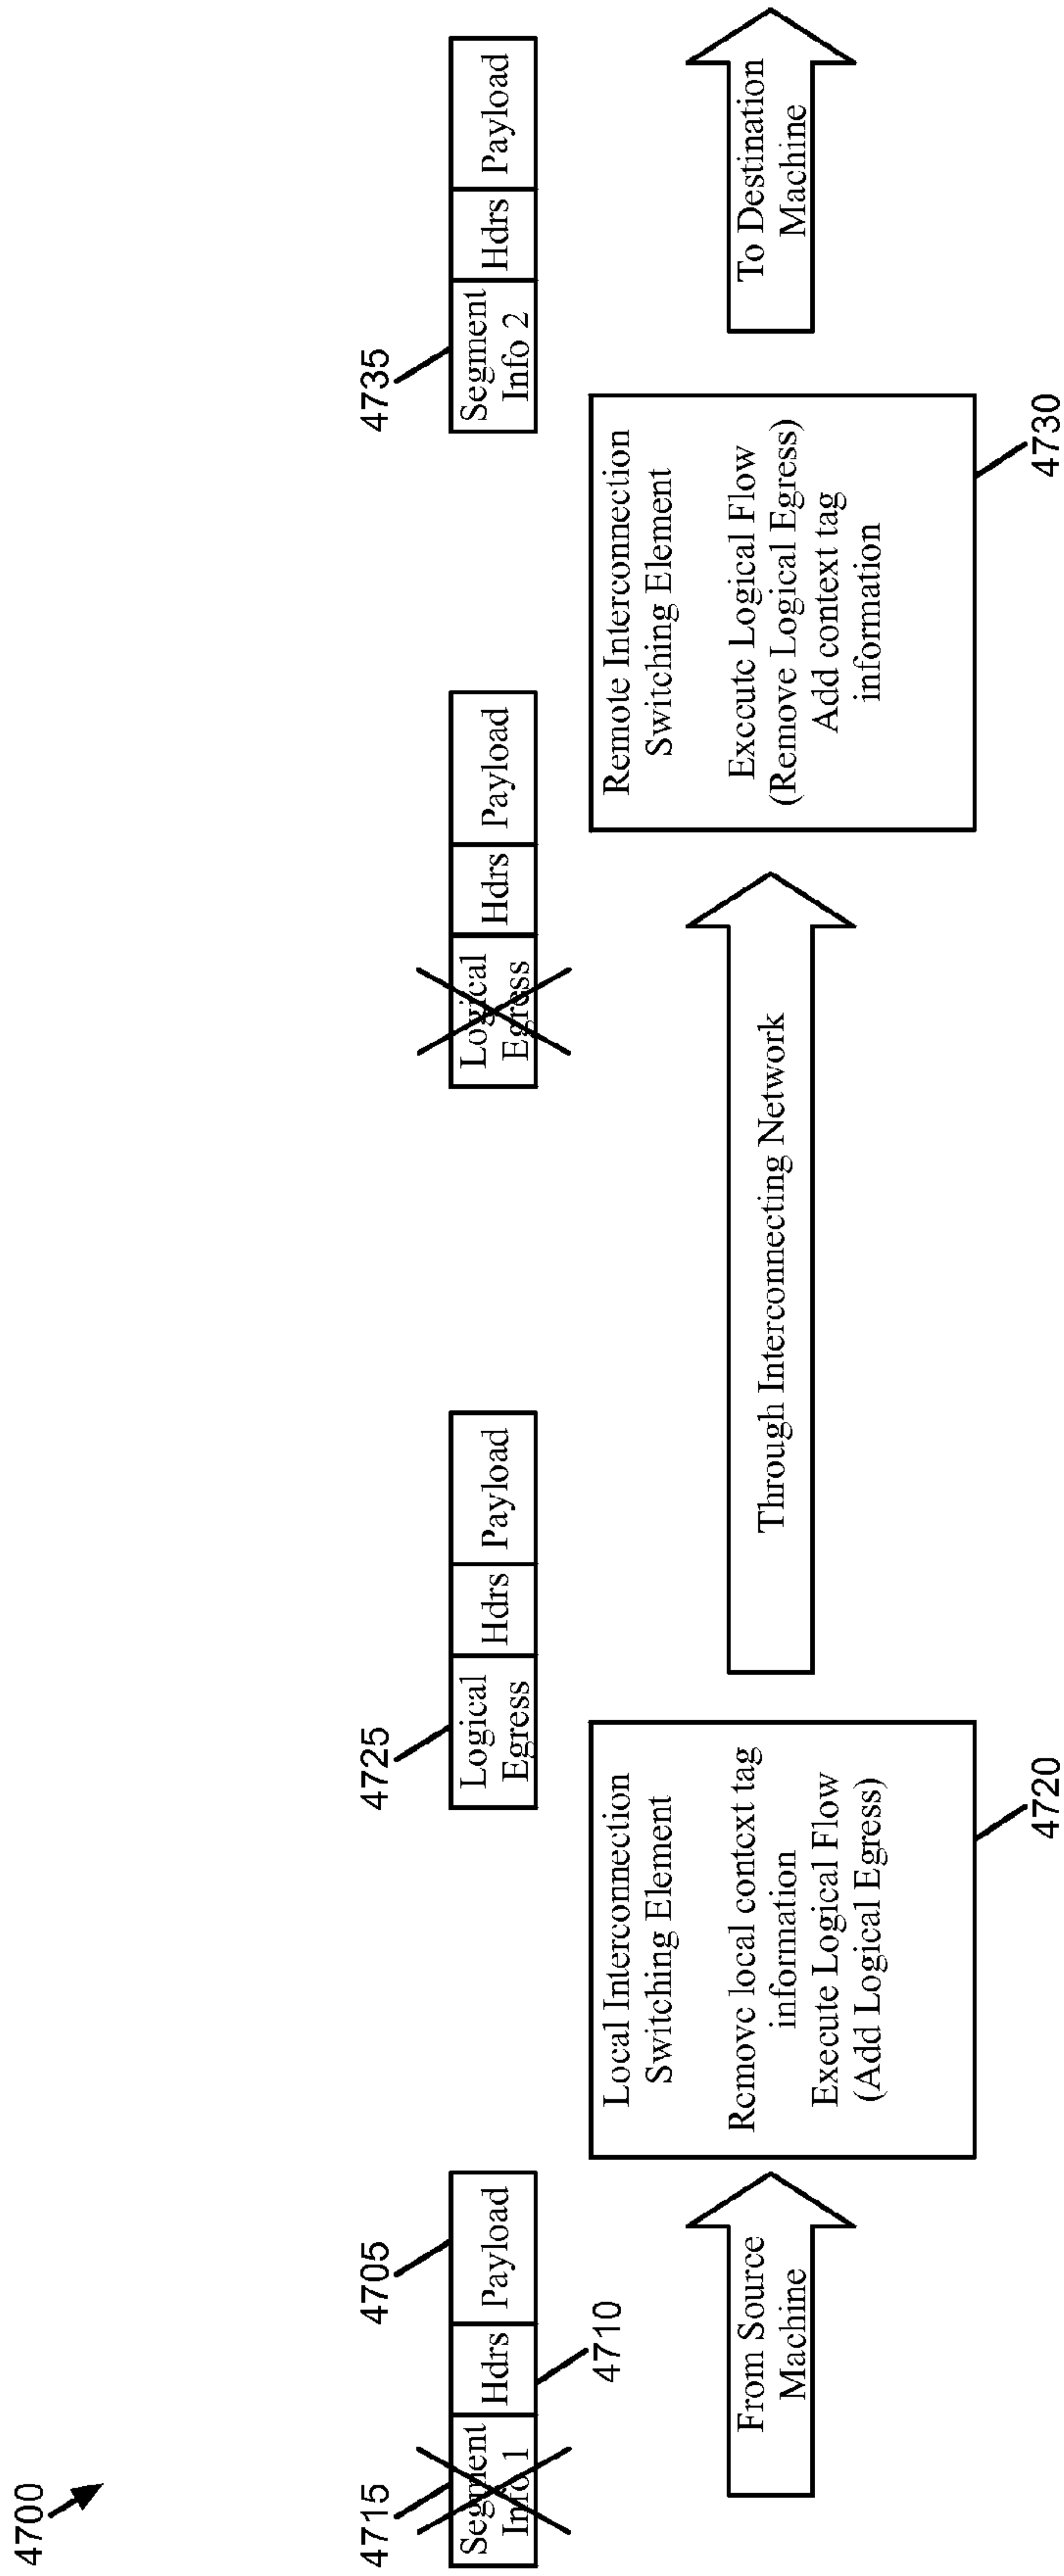 4700
4715
4705
4725
4735
Segment
Info 1
Hdrs
Payload
Logical
Egress
Hdrs
Payload
Logical
Egress
Hdrs
Payload
Segment
Info 2
Hdrs
Payload
4710
From Source
Machine
Local Interconnection
Switching Element
Remove local context tag
information
Execute Logical Flow
(Add Logical Egress)
4720
Through Interconnecting Network
Remote Interconnection
Switching Element
Execute Logical Flow
(Remove Logical Egress)
Add context tag
information
4730
To Destination
Machine